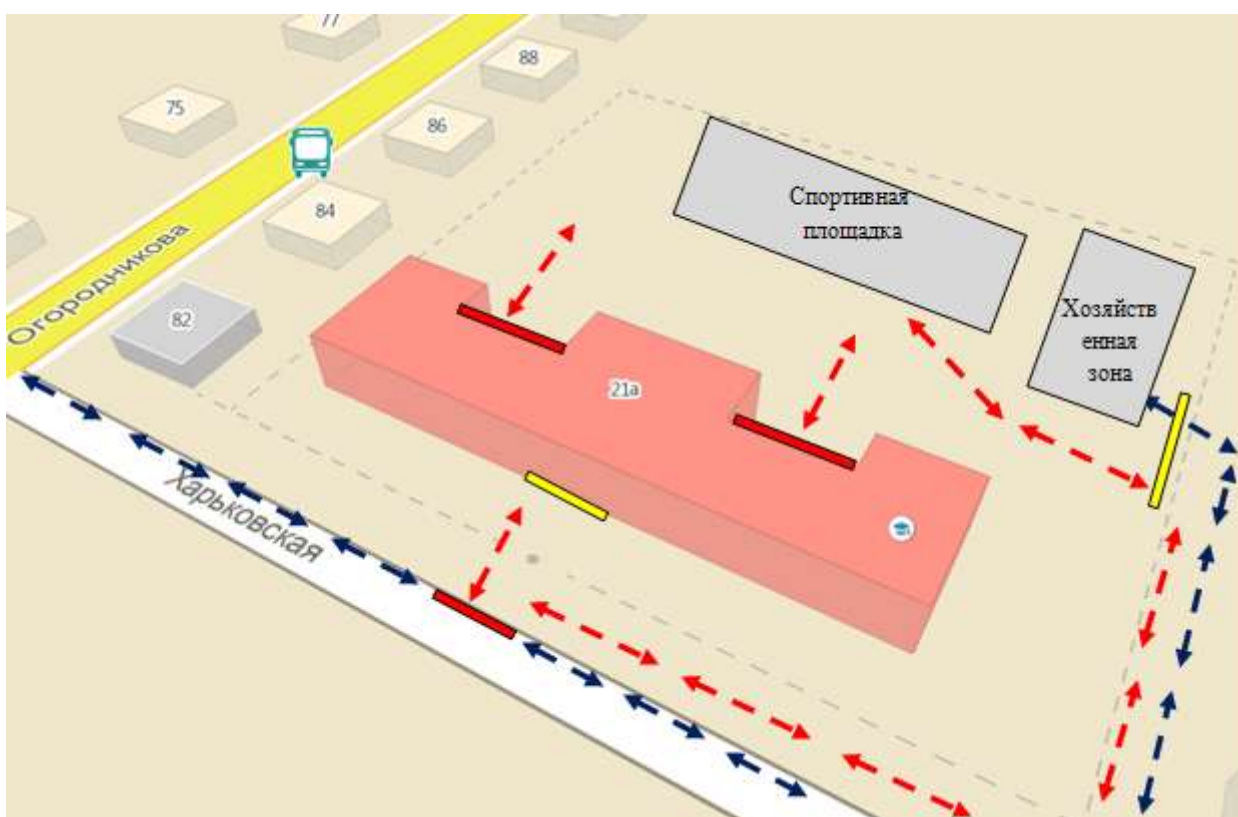 77
88
75
86
84
Спортивная
площадка
Огородникова
82
Хозяйств
енная
зона
21а
Харьковская